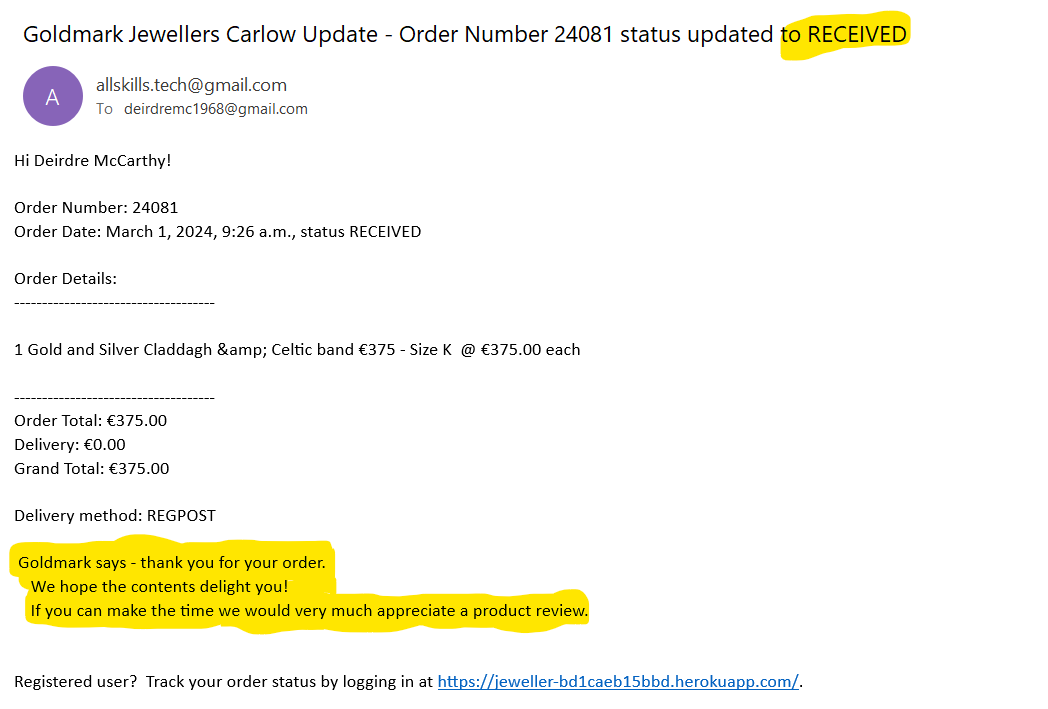 Goldmark Jewellers Carlow Update - Order Number 24081 status updated to RECEIVED
A
allskills.tech@gmail.com
To deirdremc1968@gmail.com
Hi Deirdre McCarthy!
Order Number: 24081
Order Date: March 1, 2024, 9:26 a.m., status RECEIVED
Order Details:
------------------------------------
1 Gold and Silver Claddagh &amp; Celtic band €375 - Size K  @ €375.00 each
------------------------------------
Order Total: €375.00
Delivery: €0.00
Grand Total: €375.00
Delivery method: REGPOST
Goldmark says - thank you for your order.
We hope the contents delight you!
If you can make the time we would very much appreciate a product review.
Registered user?  Track your order status by logging in at https://jeweller-bd1caeb15bbd.herokuapp.com/.